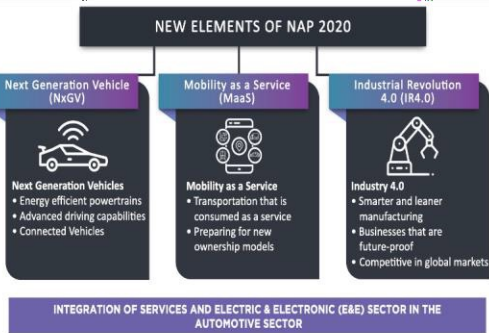 NEW ELEMENTS OF NAP 2020
Next Generation Vehicle
(NxGV)
Next Generation Vehicles
• Energy efficient powertrains
• Advanced driving capabilities
• Connected Vehicles
Mobility as a Service
(MaaS)
Mobility as a Service
• Transportation that is
consumed as a service
• Preparing for new
ownership models
Industrial Revolution
4.0 (IR4.0)
Industry 4.0
• Smarter and leaner
manufacturing
• Businesses that are
future-proof
• Competitive in global markets
INTEGRATION OF SERVICES AND ELECTRIC & ELECTRONIC (E&E) SECTOR IN THE
AUTOMOTIVE SECTOR